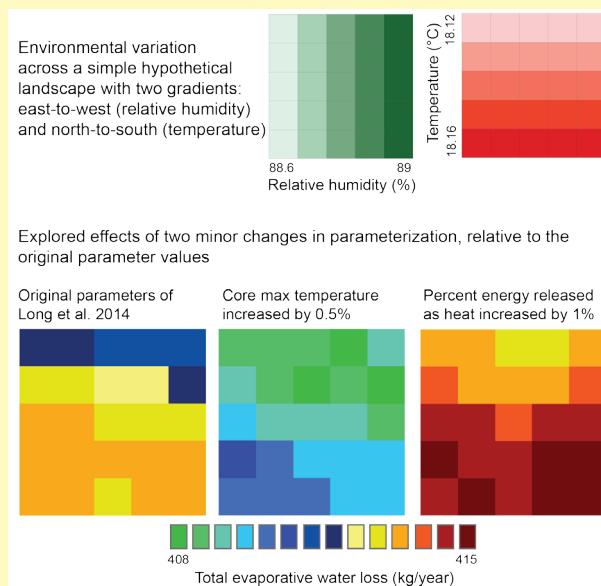 Environmental variation
across a simple hypothetical
landscape with two gradients:
east-to-west (relative humidity)
and north-to-south (temperature)
88.6 89
Relative humidity (%)
Temperature (°C)
18.12
18.16
Explored effects of two minor changes in parameterization, relative to the
original parameter values
Original parameters of
Long et al. 2014
Core max temperature
increased by 0.5%
Percent energy released
as heat increased by 1%
408 415
Total evaporative water loss (kg/year)